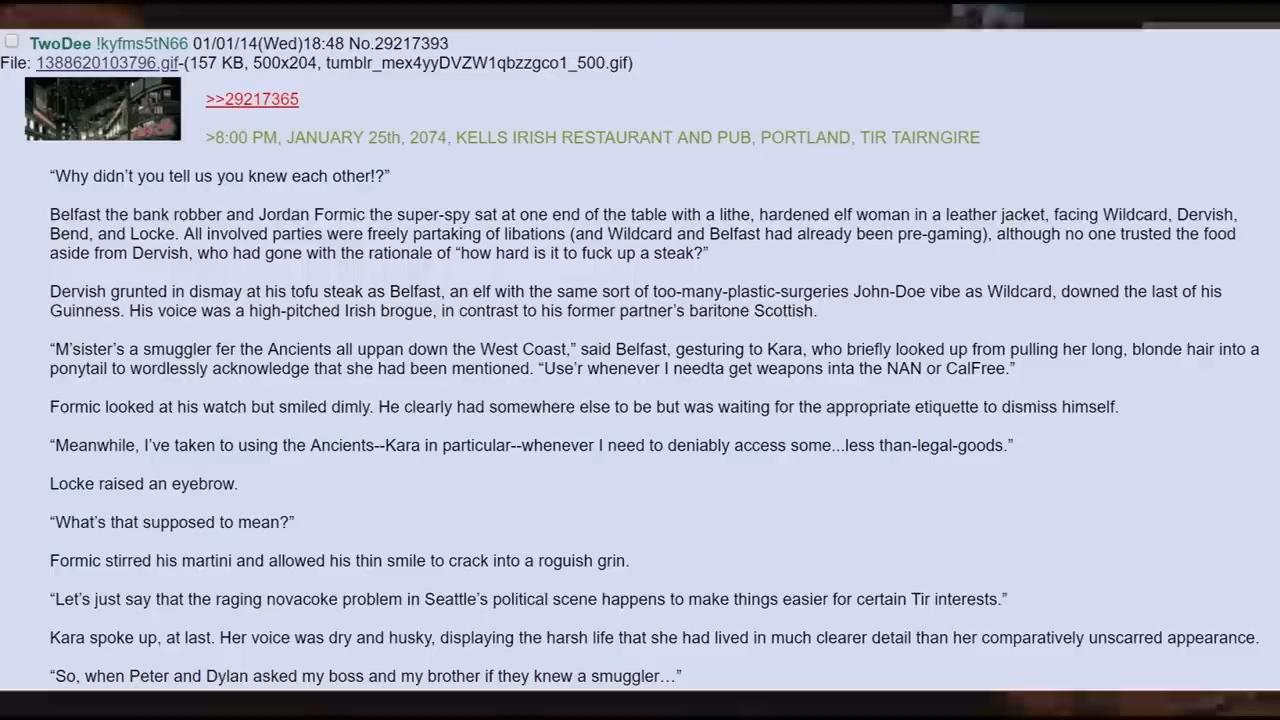 TwoDee !kyfms5tN66 01/01/14(Wed)18:48 No.29217393
File: 1388620103796.gif-(157 KB, 500x204, tumblr_mex4yyDVZW1qbzzgco1_500.gif)
>>29217365
>8:00 PM, JANUARY 25th, 2074, KELLS IRISH RESTAURANT AND PUB, PORTLAND, TIR TAIRNGIRE
“Why didn’t you tell us you knew each other!?”
Belfast the bank robber and Jordan Formic the super-spy sat at one end of the table with a lithe, hardened elf woman in a leather jacket, facing Wildcard, Dervish,
Bend, and Locke. All involved parties were freely partaking of libations (and Wildcard and Belfast had already been pre-gaming), although no one trusted the food
aside from Dervish, who had gone with the rationale of “how hard is it to fuck up a steak?”
Dervish grunted in dismay at his tofu steak as Belfast, an elf with the same sort of too-many-plastic-surgeries John-Doe vibe as Wildcard, downed the last of his
Guinness. His voice was a high-pitched Irish brogue, in contrast to his former partner’s baritone Scottish.
“M’sister’s a smuggler fer the Ancients all uppan down the West Coast,” said Belfast, gesturing to Kara, who briefly looked up from pulling her long, blonde hair into a
ponytail to wordlessly acknowledge that she had been mentioned. “Use’r whenever I needta get weapons inta the NAN or CalFree.”
Formic looked at his watch but smiled dimly. He clearly had somewhere else to be but was waiting for the appropriate etiquette to dismiss himself.
“Meanwhile, I’ve taken to using the Ancients--Kara in particular--whenever I need to deniably access some...less than-legal-goods.”
Locke raised an eyebrow.
“What’s that supposed to mean?”
Formic stirred his martini and allowed his thin smile to crack into a roguish grin.
“Let’s just say that the raging novacoke problem in Seattle’s political scene happens to make things easier for certain Tir interests.”
Kara spoke up, at last. Her voice was dry and husky, displaying the harsh life that she had lived in much clearer detail than her comparatively unscarred appearance.
“So, when Peter and Dylan asked my boss and my brother if they knew a smuggler…”